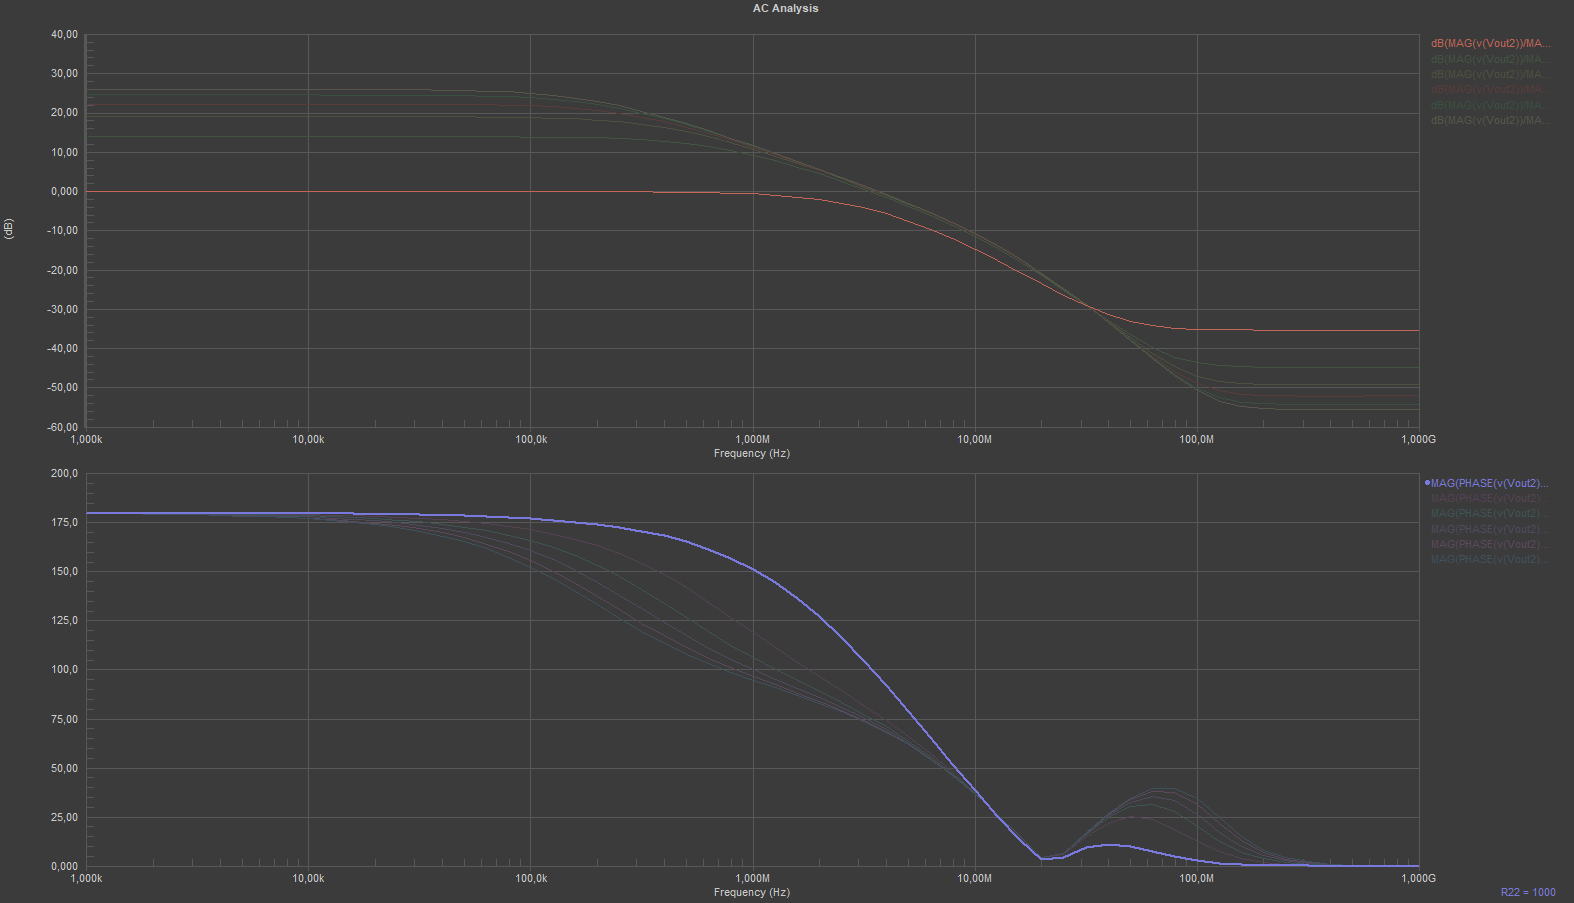 AC Analysis
40,00
30,00
20,00
10,00
0,000
-10,00
-20,00
-30,00
-40,00
-50,00
-60,00
(dB)
1,000k 10,00k 100,0k 1,000M 10,00M 100,0M 1,000G
Frequency (Hz)
dB(MAG(v(Vout2))/MA...
dB(MAG(v(Vout2))/MA...
dB(MAG(v(Vout2))/MA...
dB(MAG(v(Vout2))/MA...
dB(MAG(v(Vout2))/MA...
dB(MAG(v(Vout2))/MA...
200,0
175,0
150,0
125,0
100,0
75,00
50,00
25,00
0,000
1,000k 10,00k 100,0k 1,000M 10,00M 100,0M 1,000G
Frequency (Hz)
MAG(PHASE(v(Vout2)...
MAG(PHASE(v(Vout2)...
MAG(PHASE(v(Vout2)...
MAG(PHASE(v(Vout2)...
MAG(PHASE(v(Vout2)...
MAG(PHASE(v(Vout2)...
R22 = 1000